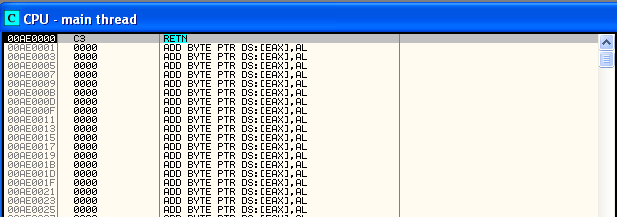 C CPU - main thread
00AE0000 C3 RETN
00AE0001 0000 ADD BYTE PTR DS:[EAX],AL
00AE0003 0000 ADD BYTE PTR DS:[EAX],AL
00AE0005 0000 ADD BYTE PTR DS:[EAX],AL
00AE0007 0000 ADD BYTE PTR DS:[EAX],AL
00AE0009 0000 ADD BYTE PTR DS:[EAX],AL
00AE000B 0000 ADD BYTE PTR DS:[EAX],AL
00AE000D 0000 ADD BYTE PTR DS:[EAX],AL
00AE000F 0000 ADD BYTE PTR DS:[EAX],AL
00AE0011 0000 ADD BYTE PTR DS:[EAX],AL
00AE0013 0000 ADD BYTE PTR DS:[EAX],AL
00AE0015 0000 ADD BYTE PTR DS:[EAX],AL
00AE0017 0000 ADD BYTE PTR DS:[EAX],AL
00AE0019 0000 ADD BYTE PTR DS:[EAX],AL
00AE001B 0000 ADD BYTE PTR DS:[EAX],AL
00AE001D 0000 ADD BYTE PTR DS:[EAX],AL
00AE001F 0000 ADD BYTE PTR DS:[EAX],AL
00AE0021 0000 ADD BYTE PTR DS:[EAX],AL
00AE0023 0000 ADD BYTE PTR DS:[EAX],AL
00AE0025 0000 ADD BYTE PTR DS:[EAX],AL